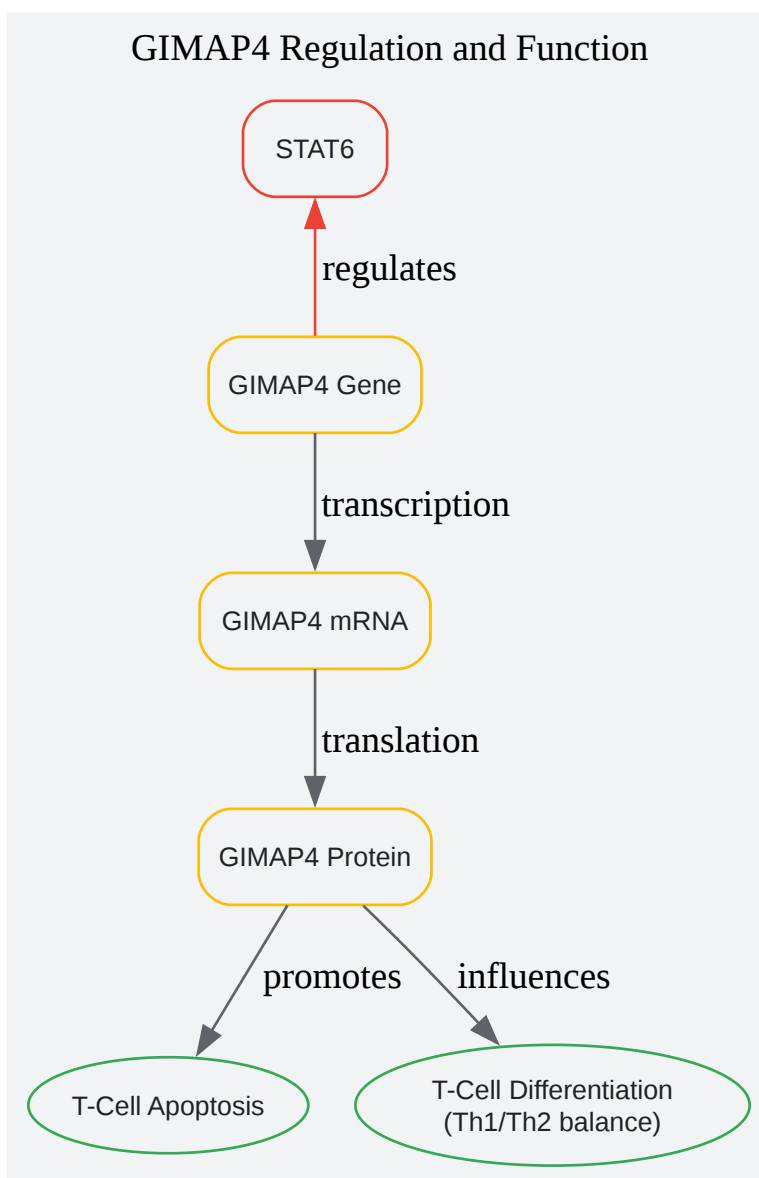 GIMAP4 Regulation and Function
STAT6
regulates
GIMAP4 Gene
transcription
GIMAP4 mRNA
translation
GIMAP4 Protein
promotes
influences
T-Cell Apoptosis
T-Cell Differentiation
(Th1/Th2 balance)